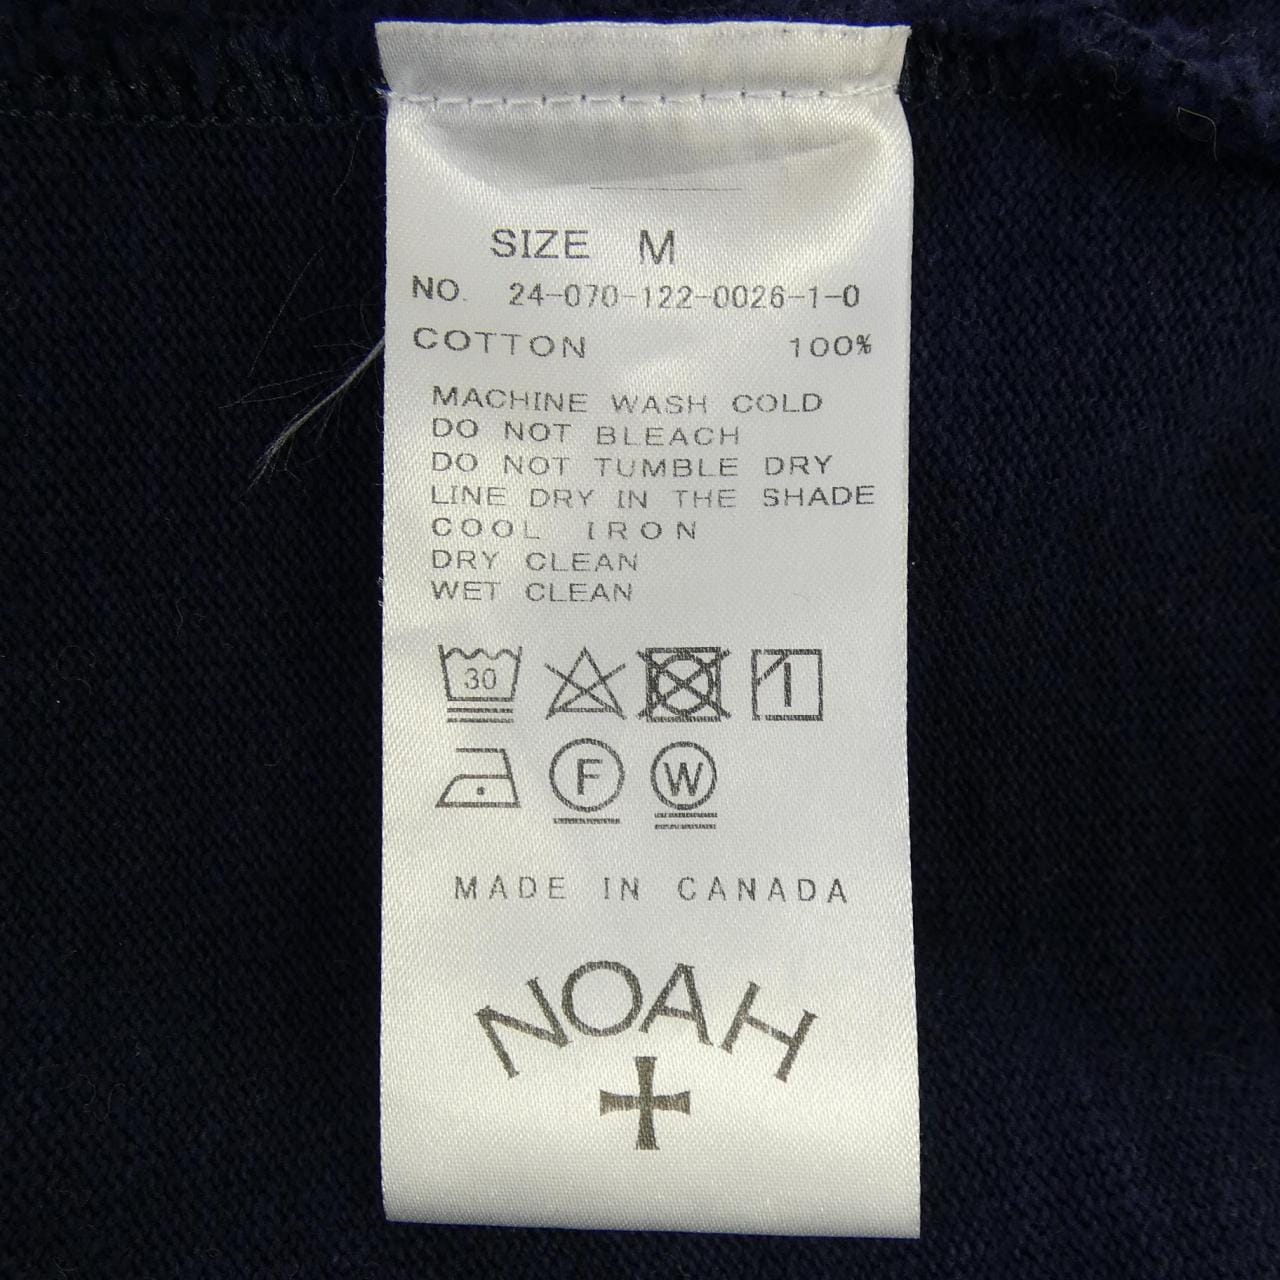 SIZE M
NO. 24-070-122-0026-1-0
COTTON 100%
MACHINE WASH COLD
DO NOT BLEACH
DO NOT TUMBLE DRY
LINE DRY IN THE SHADE
COOL IRON
DRY CLEAN
WET CLEAN
30
F W
MADE IN CANADA
NOAH